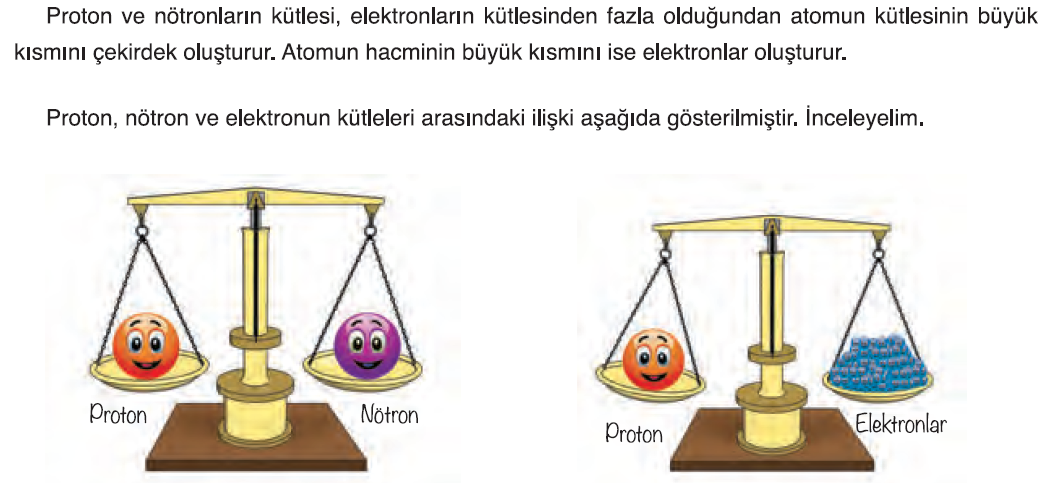 Proton ve nötronların kütlesi, elektronların kütlesinden fazla olduğundan atomun kütlesinin büyük
kısmını çekirdek oluşturur. Atomun hacminin büyük kısmını ise elektronlar oluşturur.
Proton, nötron ve elektronun kütleleri arasındaki ilişki aşağıda gösterilmiştir. İnceleyelim.
Proton
Nötron
Proton
Elektronlar